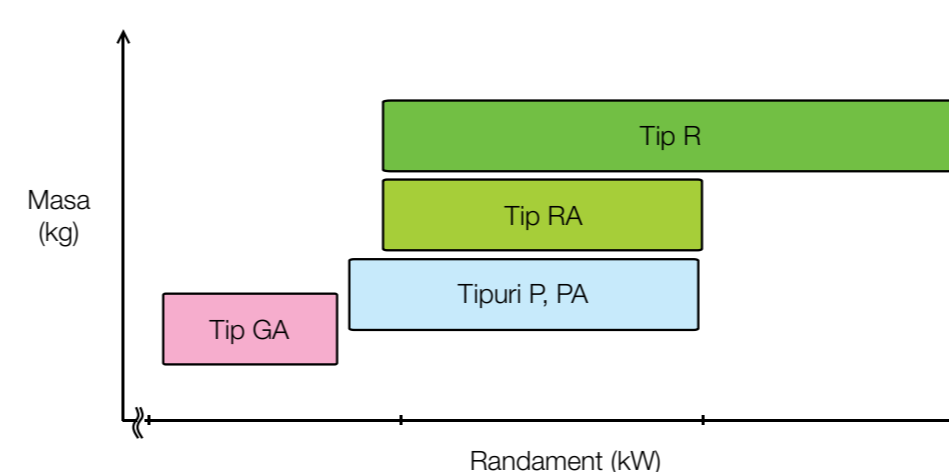 Tip R
Masa
(kg)
Tip RA
Tipuri P, PA
Tip GA
Randament (kW)